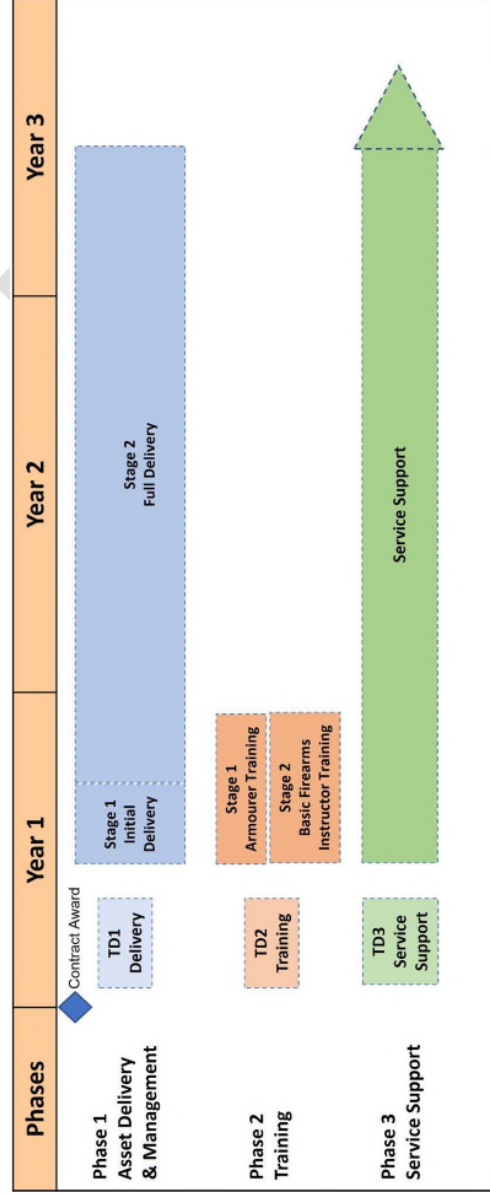 Phases
Year 1
Year 2
Year 3
Contract Award
Phase 1
Asset Delivery
& Management
TD1
Delivery
Stage 1
Initial
Delivery
Stage 2
Full Delivery
Phase 2
Training
TD2
Training
Stage 1
Armourer Training
Stage 2
Basic Firearms
Instructor Training
Phase 3
Service Support
TD3
Service
Support
Service Support